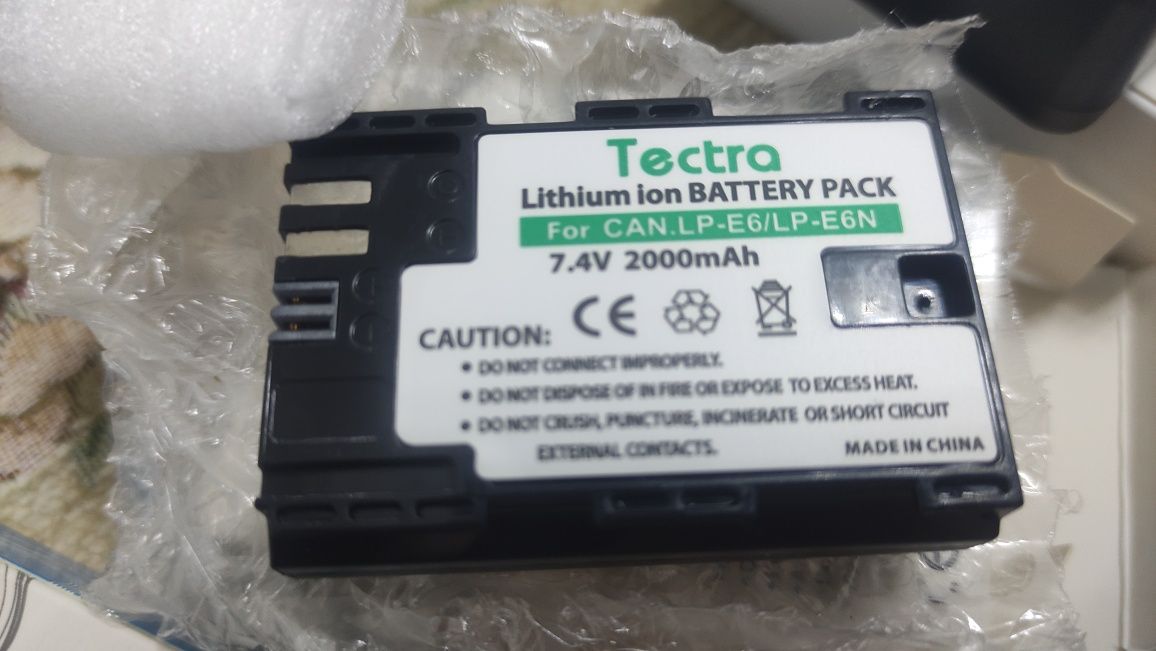 Tectra
Lithium ion BATTERY PACK
For CAN.LP-E6/LP-E6N
7.4V 2000mAh
CE
CAUTION:
• DO NOT CONNECT IMPROPERLY.
• DO NOT DISPOSE OF IN FIRE OR EXPOSE TO EXCESS HEAT.
• DO NOT CRUSH, PUNCTURE, INCINERATE OR SHORT CIRCUIT
EXTERNAL CONTACTS.
MADE IN CHINA